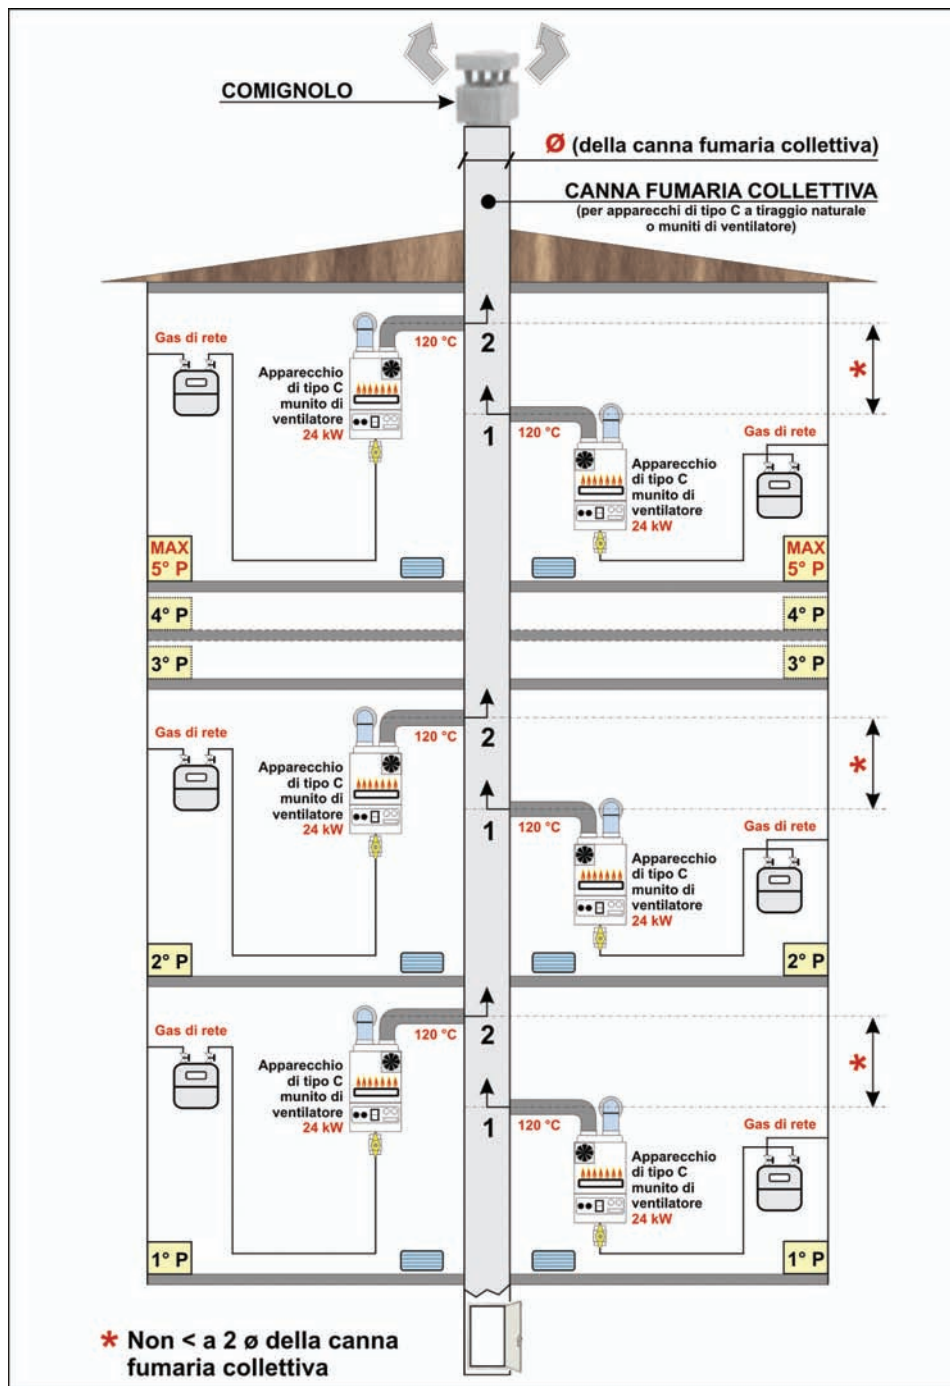 COMIGNOLO
Ø (della canna fumaria collettiva)
CANNA FUMARIA COLLETTIVA
(per apparecchi di tipo C a tiraggio naturale
o muniti di ventilatore)
Gas di rete
120 °C
2
Apparecchio
di tipo C
munito di
ventilatore
24 kW
*
1
120 °C
Gas di rete
Apparecchio
di tipo C
munito di
ventilatore
24 kW
MAX
5° P
MAX
5° P
4° P
4° P
3° P
3° P
Gas di rete
120 °C
2
Apparecchio
di tipo C
munito di
ventilatore
24 kW
*
1
120 °C
Gas di rete
Apparecchio
di tipo C
munito di
ventilatore
24 kW
2° P
2° P
Gas di rete
120 °C
2
Apparecchio
di tipo C
munito di
ventilatore
24 kW
*
1
120 °C
Gas di rete
Apparecchio
di tipo C
munito di
ventilatore
24 kW
1° P
1° P
* Non < a 2 ø della canna
fumaria collettiva